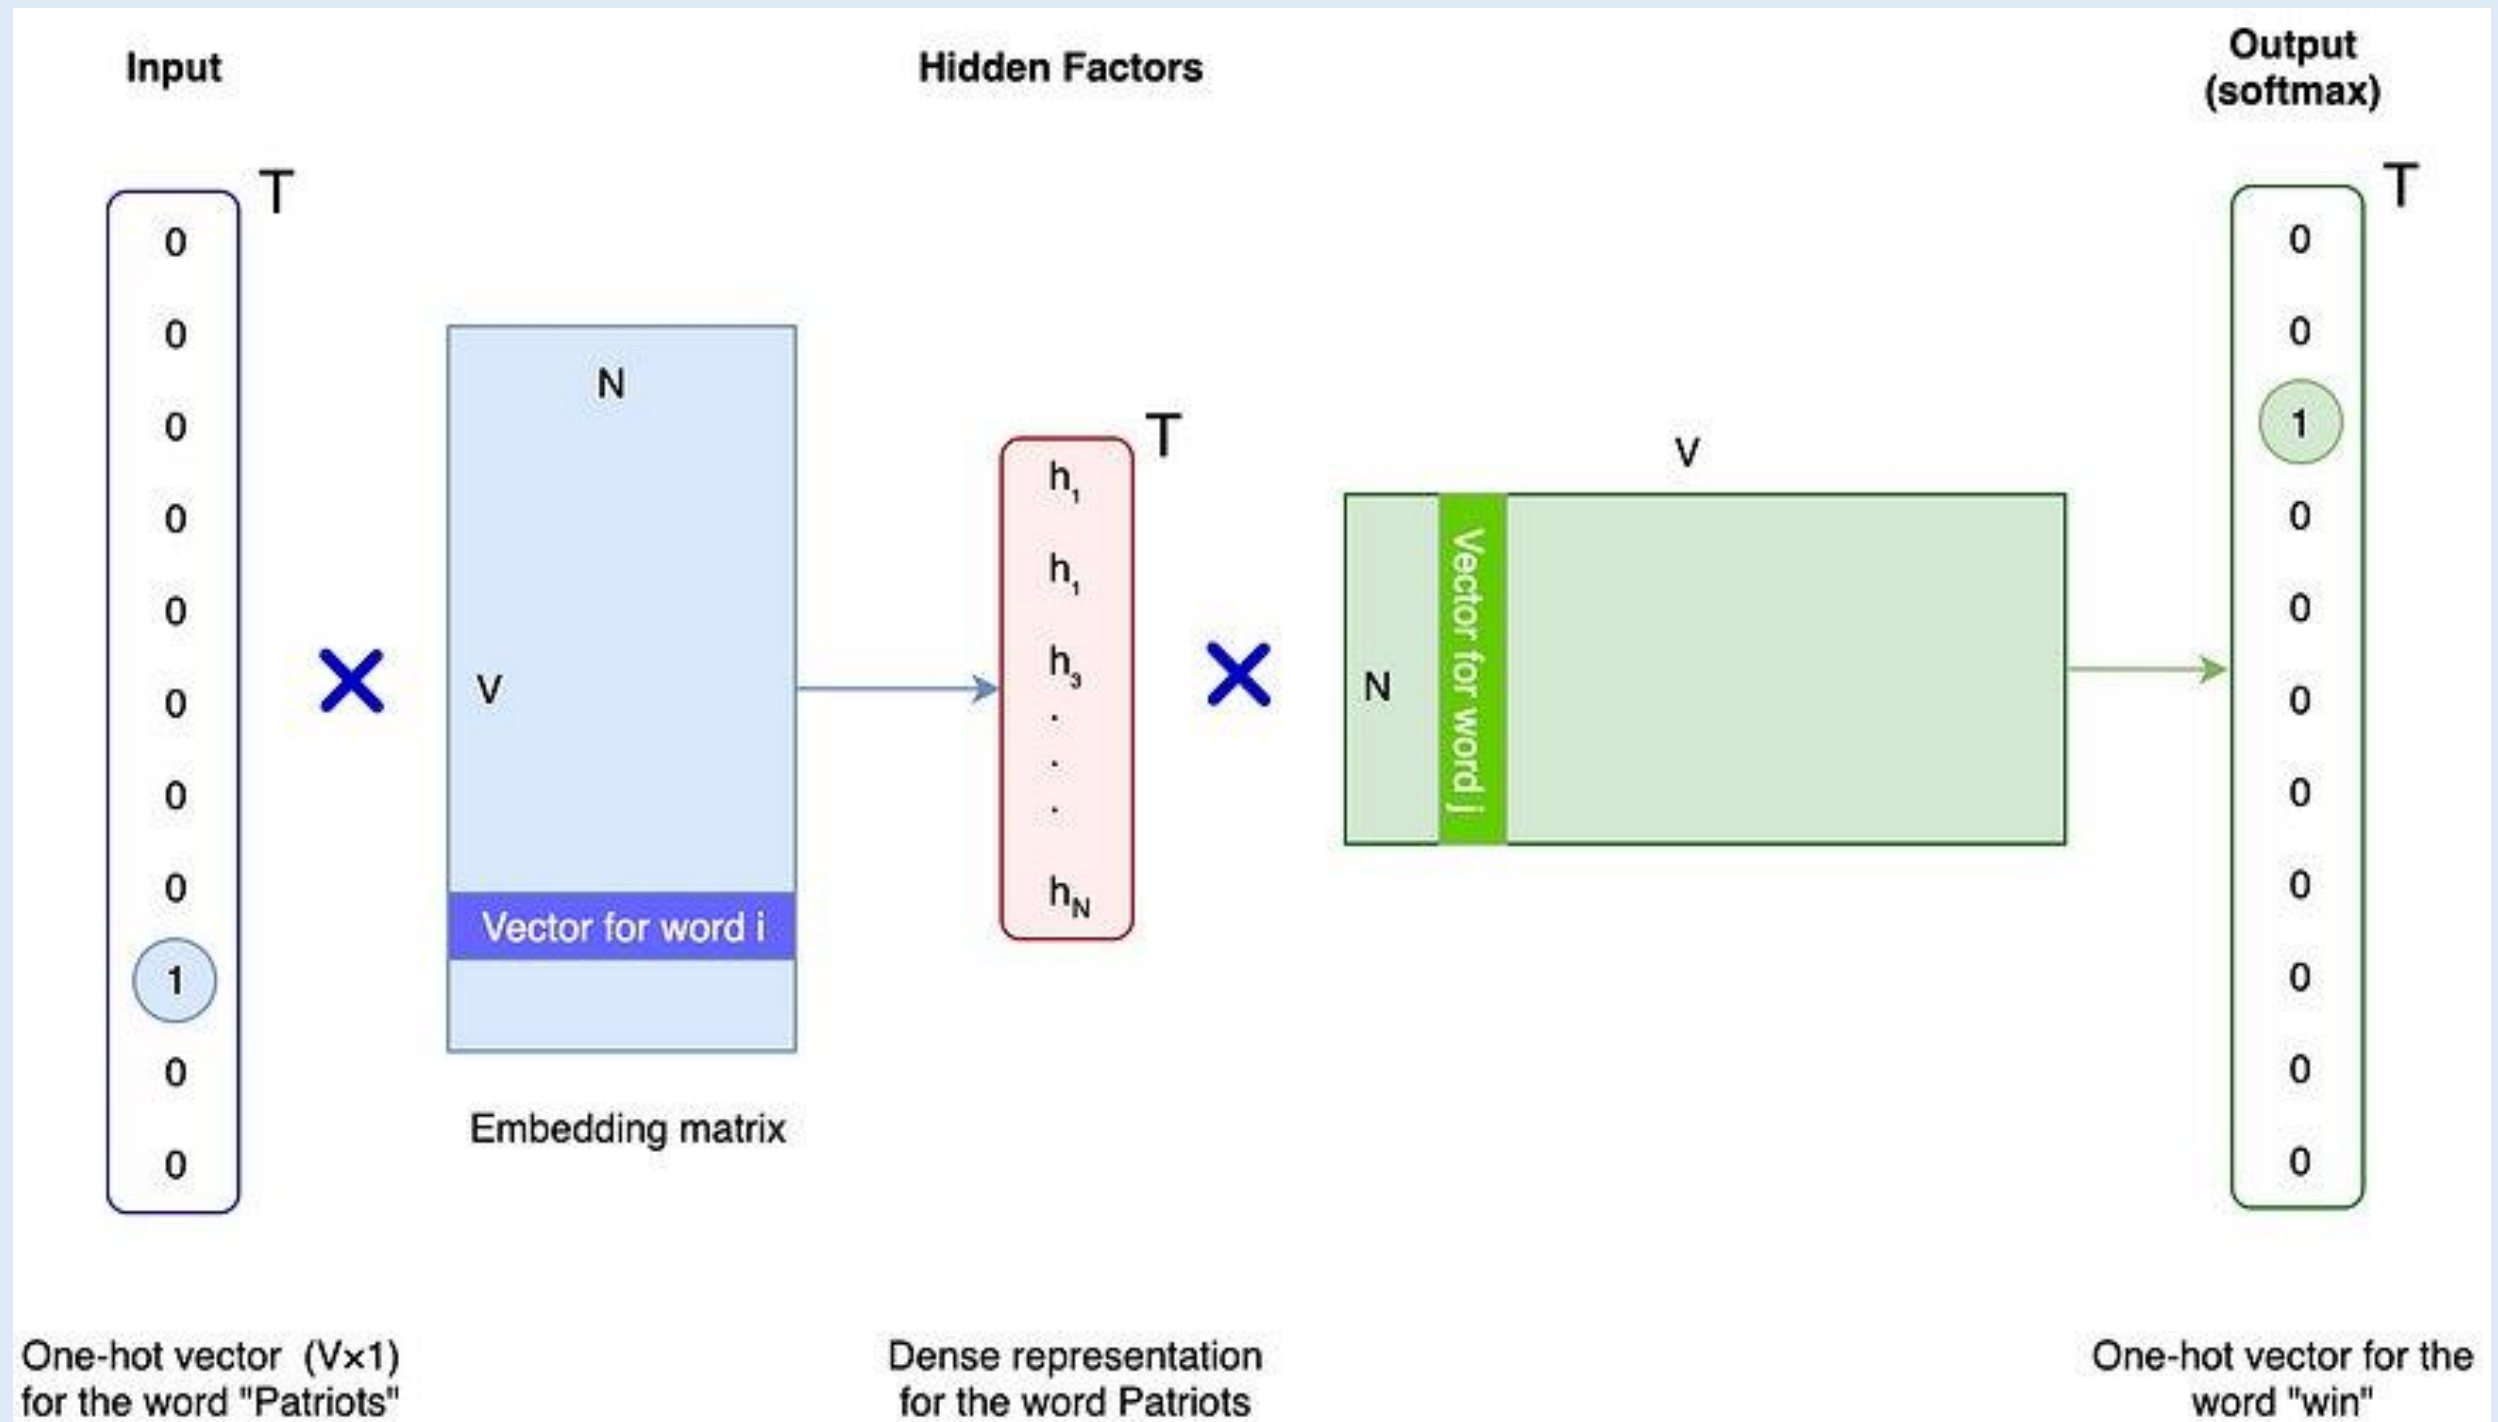 Input
Hidden Factors
Output
(softmax)
T
0
0
0
0
0
0
0
0
1
0
0
N
V
Vector for word i
Embedding matrix
T
h₁
h₁
h₃
.
.
.
h_N
V
N
Vector for word j
T
0
0
1
0
0
0
0
0
0
0
0
One-hot vector (V×1)
for the word "Patriots"
Dense representation
for the word Patriots
One-hot vector for the
word "win"